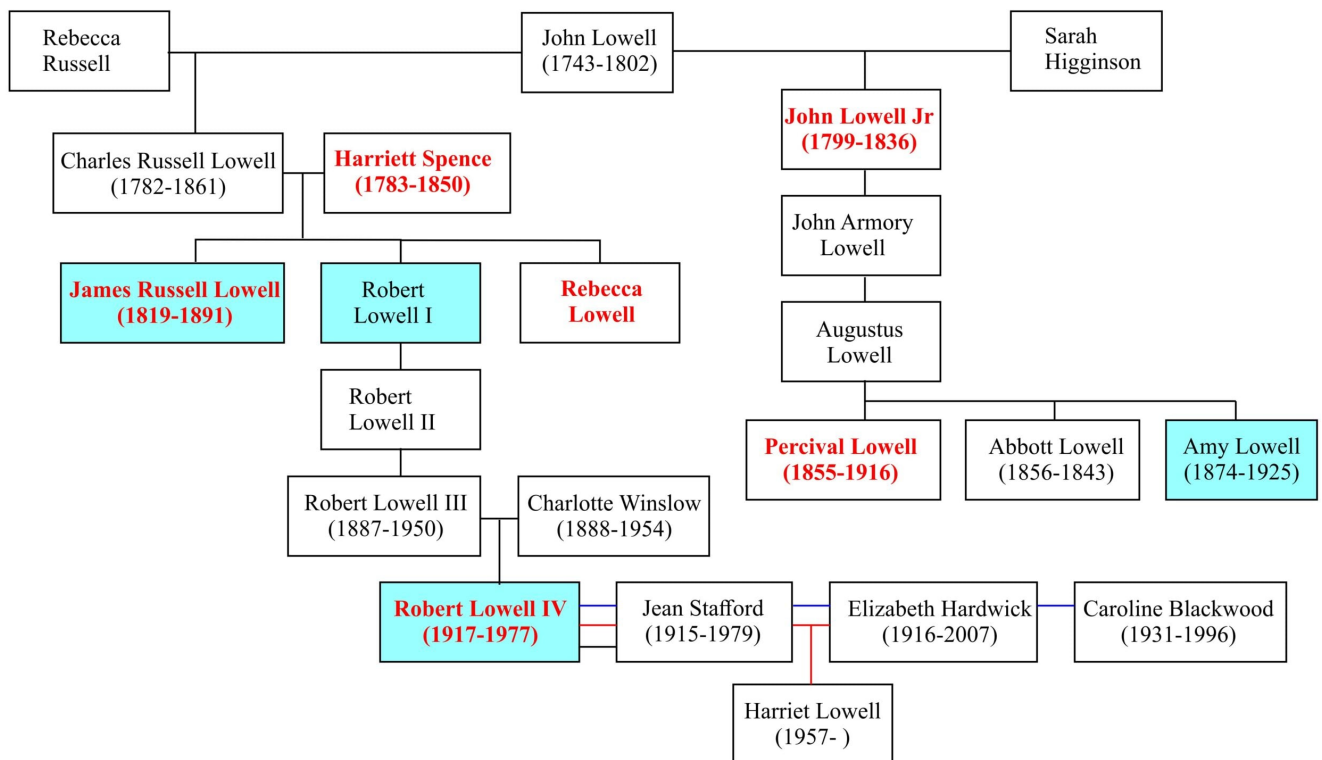 Rebecca
Russell
John Lowell
(1743-1802)
Sarah
Higginson
John Lowell Jr
(1799-1836)
Charles Russell Lowell
(1782-1861)
Harriett Spence
(1783-1850)
John Armory
Lowell
James Russell Lowell
(1819-1891)
Robert
Lowell I
Rebecca
Lowell
Augustus
Lowell
Robert
Lowell II
Percival Lowell
(1855-1916)
Abbott Lowell
(1856-1843)
Amy Lowell
(1874-1925)
Robert Lowell III
(1887-1950)
Charlotte Winslow
(1888-1954)
Robert Lowell IV
(1917-1977)
Jean Stafford
(1915-1979)
Elizabeth Hardwick
(1916-2007)
Caroline Blackwood
(1931-1996)
Harriet Lowell
(1957- )